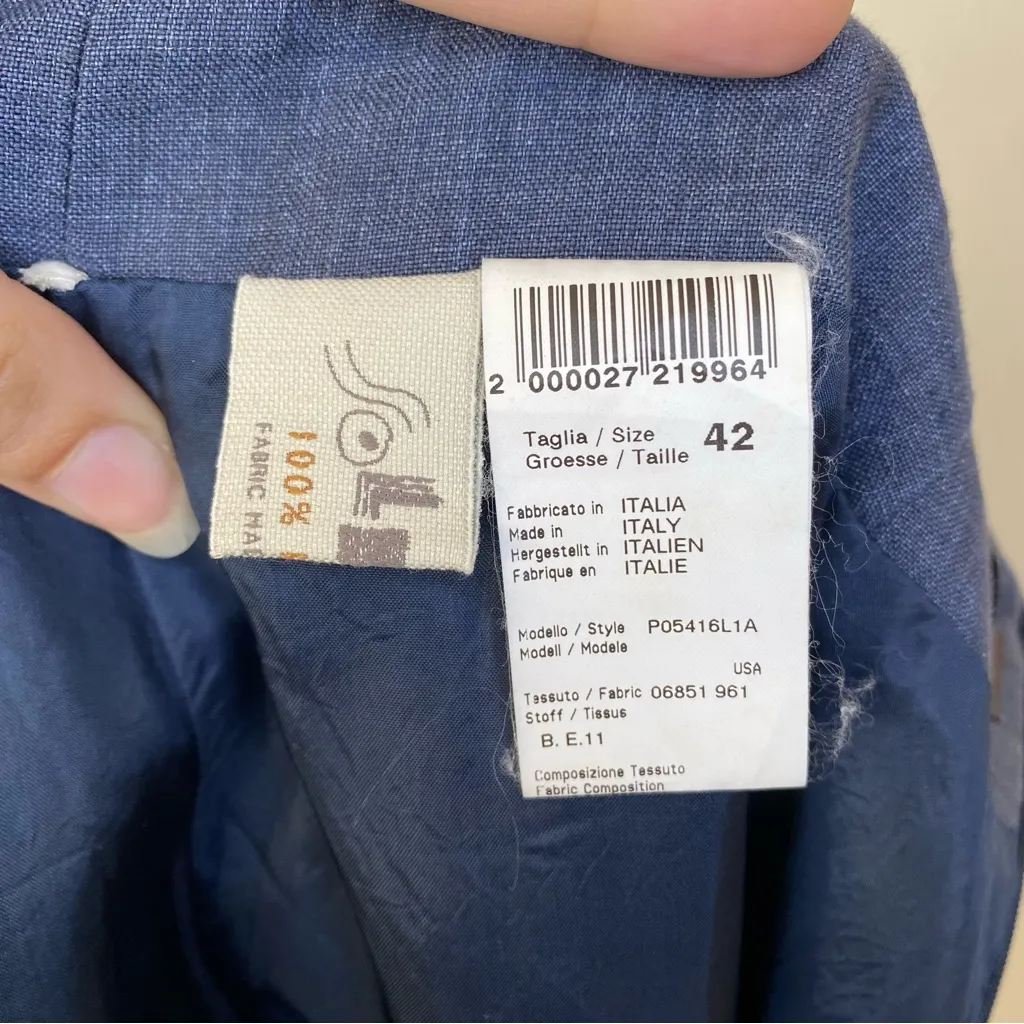 2 000027 219964
Taglia / Size 42
Groesse / Taille
Fabbricato in ITALIA
Made in ITALY
Hergestellt in ITALIEN
Fabrique en ITALIE
Modello / Style P05416L1A
Modell / Modele
USA
Tessuto / Fabric 06851 961
Stoff / Tissus
B. E.11
Composizione Tessuto
Fabric Composition
100%
FABRIC